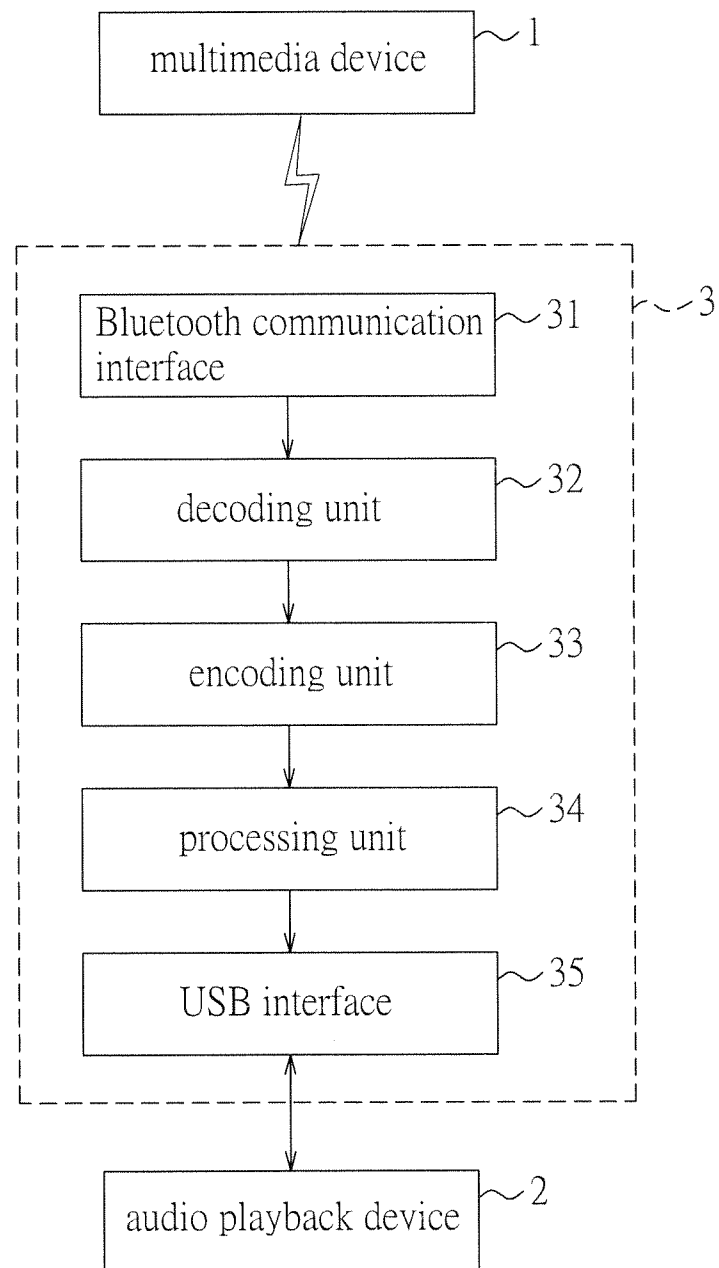 multimedia device
1
3
Bluetooth communication
interface
31
decoding unit
32
encoding unit
33
processing unit
34
USB interface
35
audio playback device
2